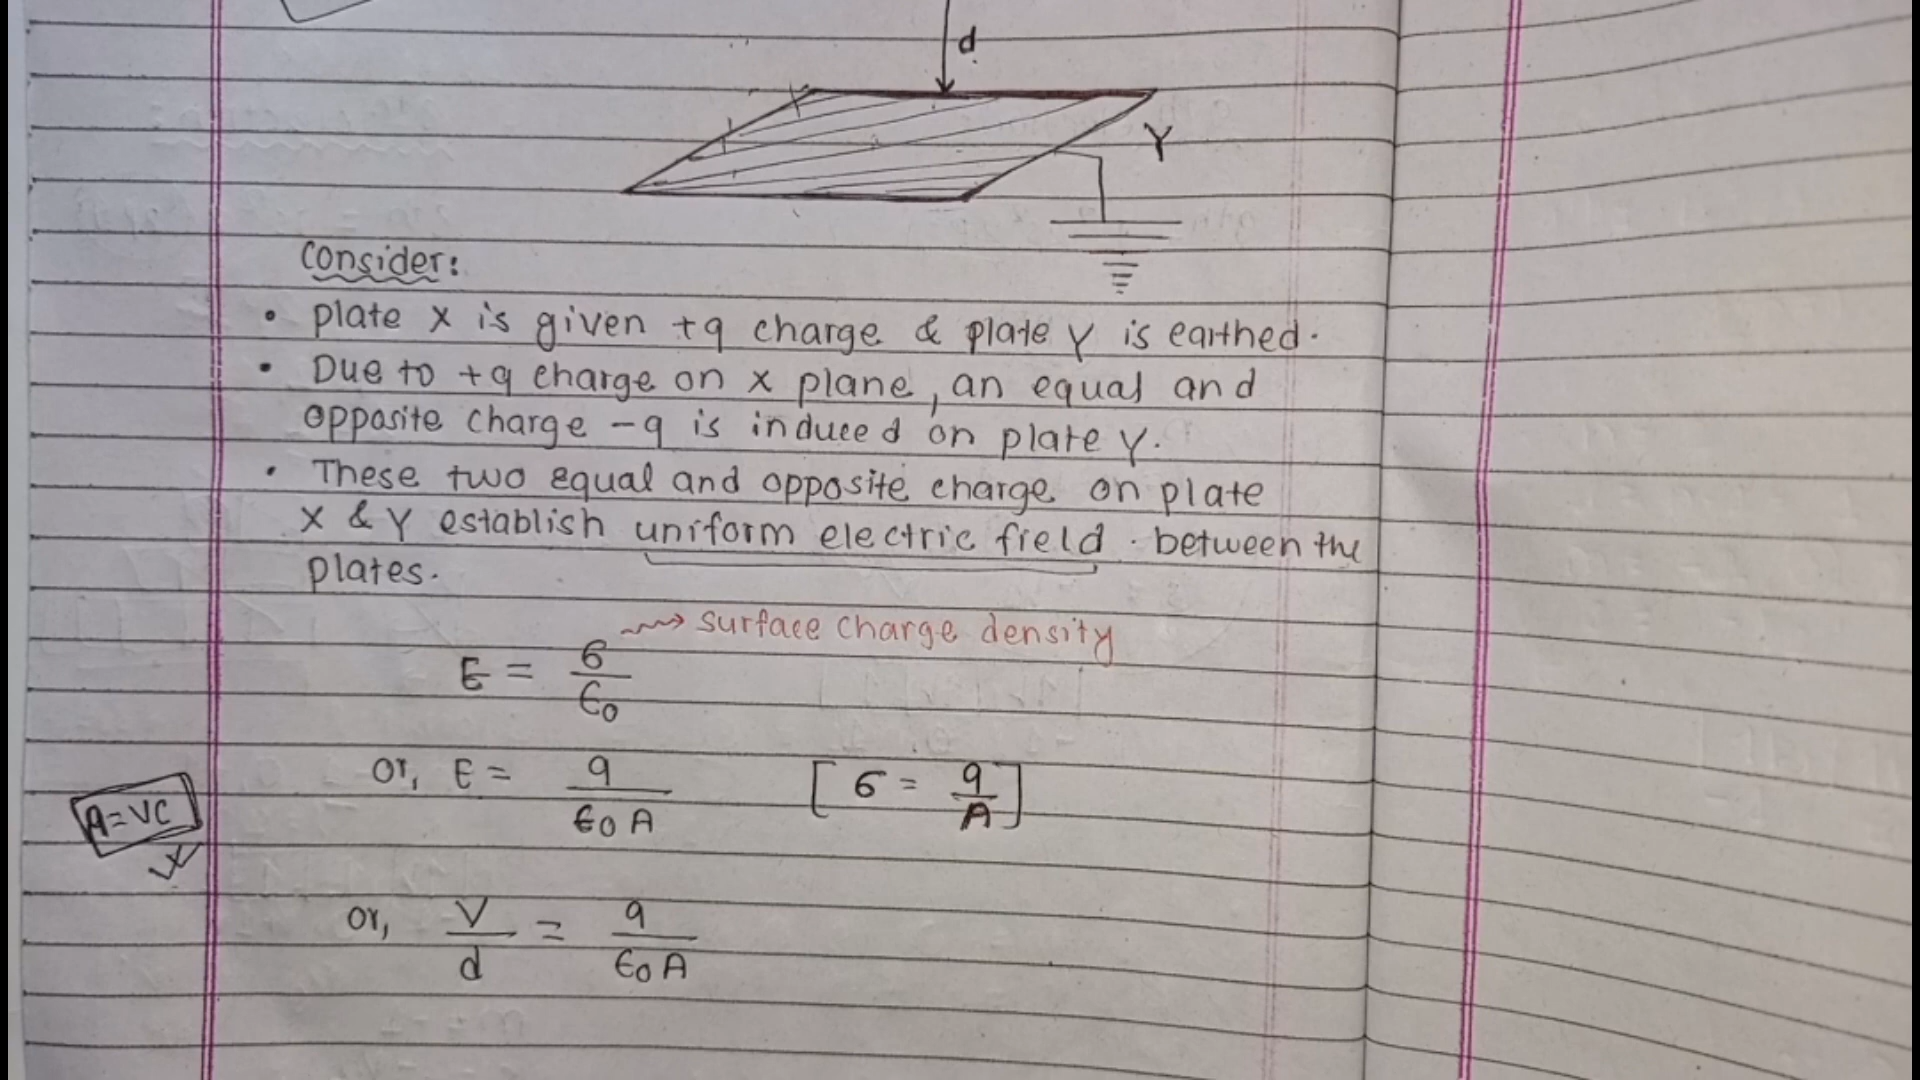 d
Y
Consider:
• plate X is given +q charge & plate Y is earthed.
• Due to +q charge on X plane, an equal and
opposite charge -q is induced on plate Y.
• These two equal and opposite charge on plate
X & Y establish uniform electric field. between the
plates.
⇝ surface charge density
E = σ/ϵ0
or, E = q/ϵ0 A [σ = q/A]
A=VC
or, V/d = q/ϵ0 A